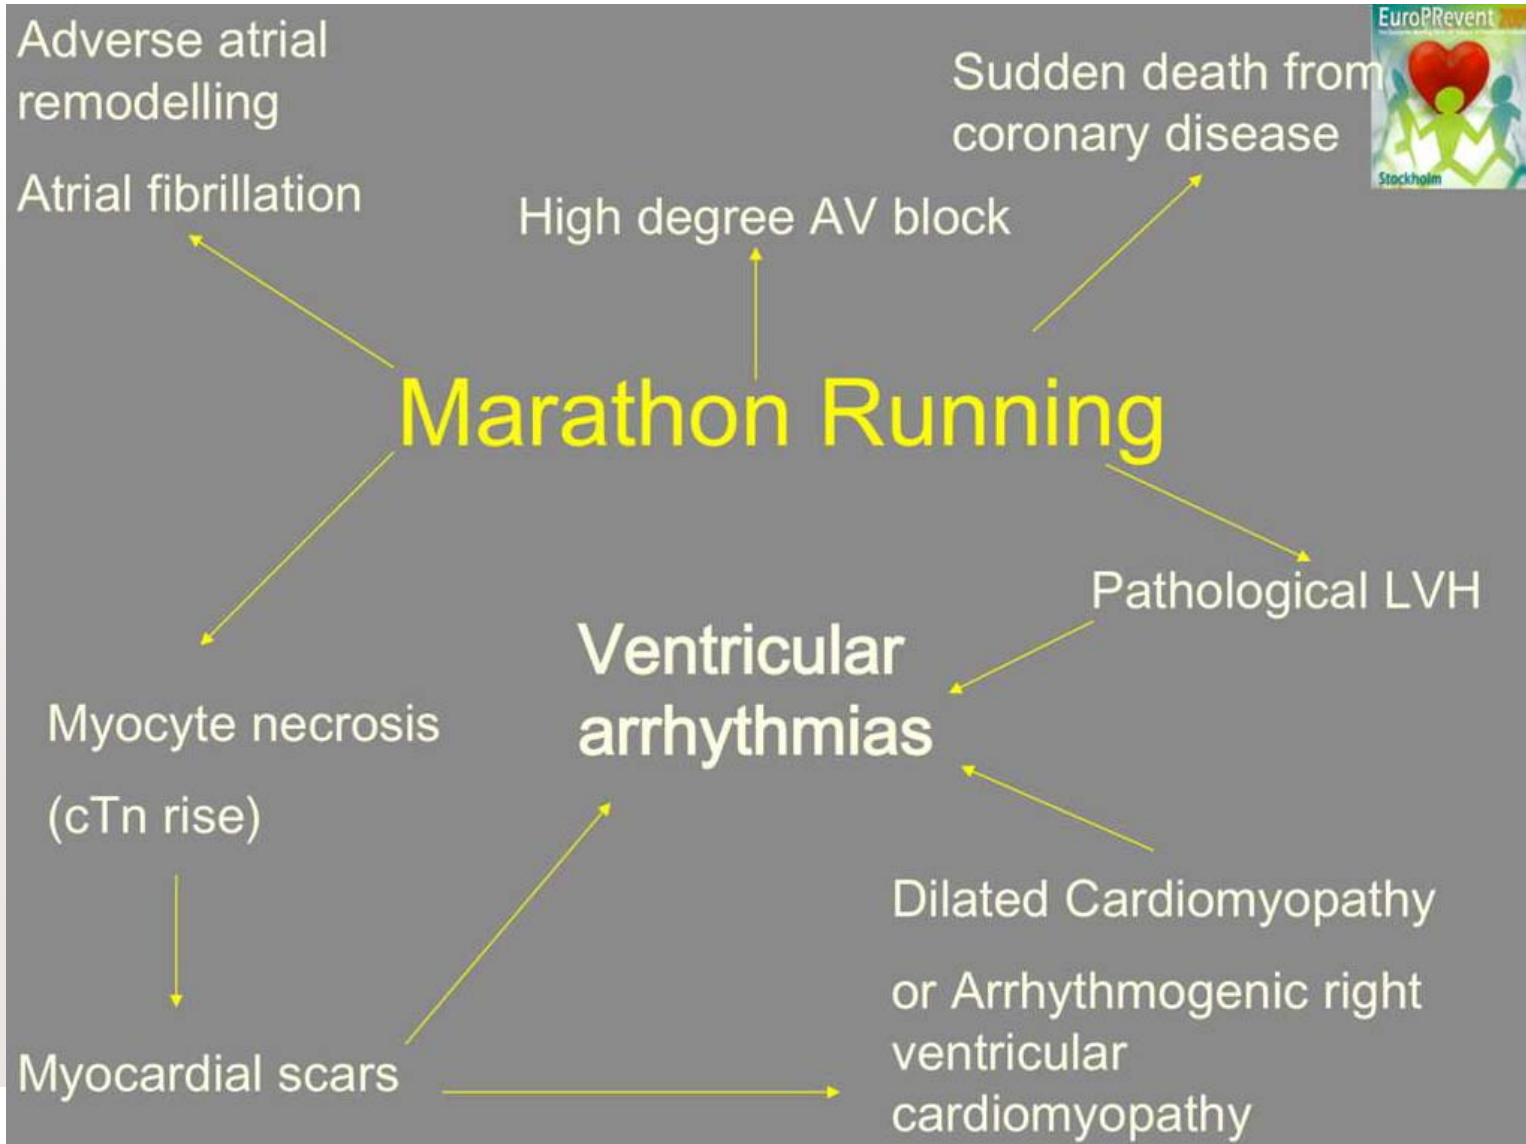 Adverse atrial
remodelling
Atrial fibrillation
High degree AV block
Sudden death from
coronary disease
EuroPRevent
Stockholm
Marathon Running
Pathological LVH
Ventricular
arrhythmias
Myocyte necrosis
(cTn rise)
Myocardial scars
Dilated Cardiomyopathy
or Arrhythmogenic right
ventricular
cardiomyopathy